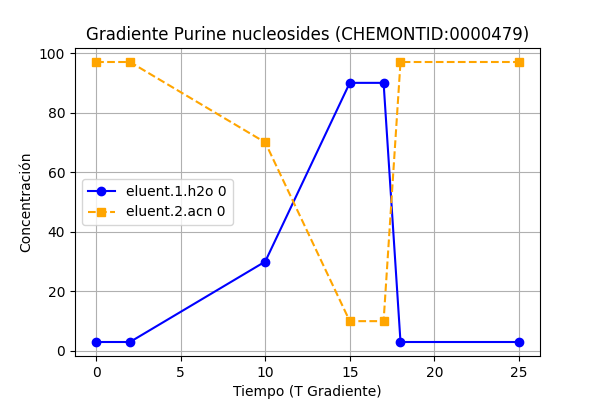 Gradiente Purine nucleosides (CHEMONTID:0000479)
100
80
60
40
20
0
Concentración
eluent.1.h2o 0
eluent.2.acn 0
0 5 10 15 20 25
Tiempo (T Gradiente)